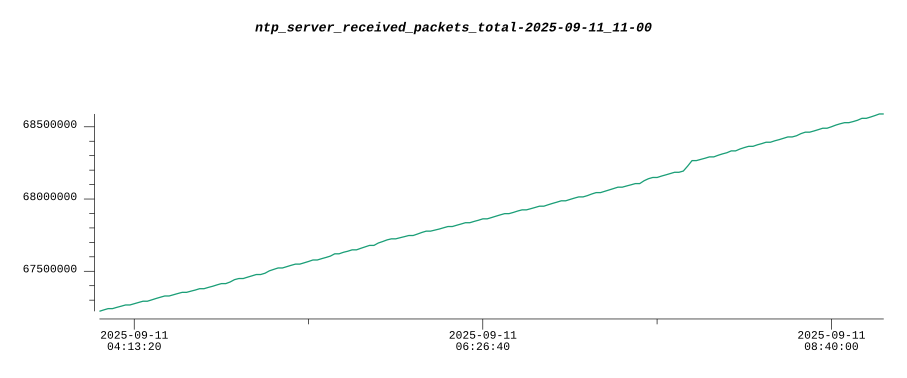 ntp_server_received_packets_total-2025-09-11_11-00
68500000
68000000
67500000
2025-09-11 2025-09-11 2025-09-11
04:13:20 06:26:40 08:40:00